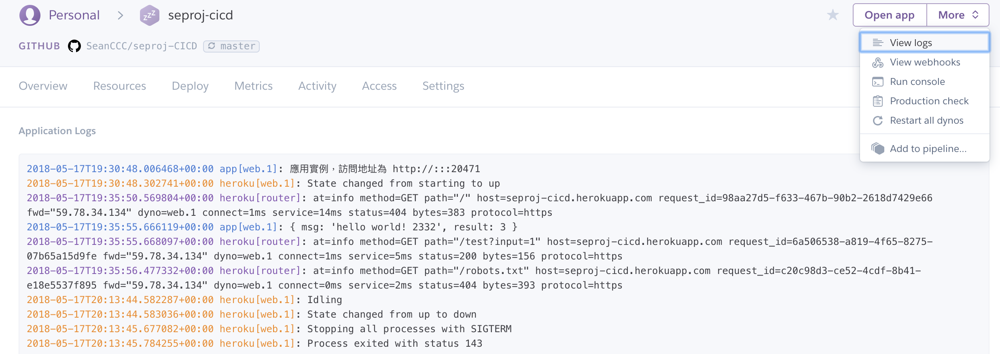 Personal > seproj-cicd Open app More
GITHUB SeanCCC/seproj-CICD master
View logs
View webhooks
Run console
Production check
Restart all dynos
Add to pipeline...
Overview Resources Deploy Metrics Activity Access Settings
Application Logs
2018-05-17T19:30:48.006468+00:00 app[web.1]: 應用實例，訪問地址為 http://:::20471
2018-05-17T19:30:48.302741+00:00 heroku[web.1]: State changed from starting to up
2018-05-17T19:35:50.569804+00:00 heroku[router]: at=info method=GET path="/" host=seproj-cicd.herokuapp.com request_id=98aa27d5-f633-467b-90b2-2618d7429e66
fwd="59.78.34.134" dyno=web.1 connect=1ms service=14ms status=404 bytes=383 protocol=https
2018-05-17T19:35:55.666119+00:00 app[web.1]: { msg: 'hello world! 2332', result: 3 }
2018-05-17T19:35:55.668097+00:00 heroku[router]: at=info method=GET path="/test?input=1" host=seproj-cicd.herokuapp.com request_id=6a506538-a819-4f65-8275-
07b65a15d9fe fwd="59.78.34.134" dyno=web.1 connect=1ms service=5ms status=200 bytes=156 protocol=https
2018-05-17T19:35:56.477332+00:00 heroku[router]: at=info method=GET path="/robots.txt" host=seproj-cicd.herokuapp.com request_id=c20c98d3-ce52-4cdf-8b41-
e18e5537f895 fwd="59.78.34.134" dyno=web.1 connect=0ms service=2ms status=404 bytes=393 protocol=https
2018-05-17T20:13:44.582287+00:00 heroku[web.1]: Idling
2018-05-17T20:13:44.583036+00:00 heroku[web.1]: State changed from up to down
2018-05-17T20:13:45.677082+00:00 heroku[web.1]: Stopping all processes with SIGTERM
2018-05-17T20:13:45.784255+00:00 heroku[web.1]: Process exited with status 143